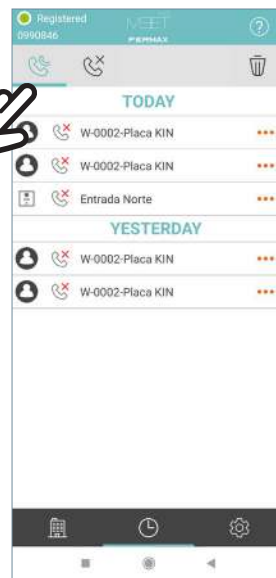 Registered
0990846
MEET
FERMAX
?
TODAY
W-0002-Placa KIN
W-0002-Placa KIN
Entrada Norte
YESTERDAY
W-0002-Placa KIN
W-0002-Placa KIN